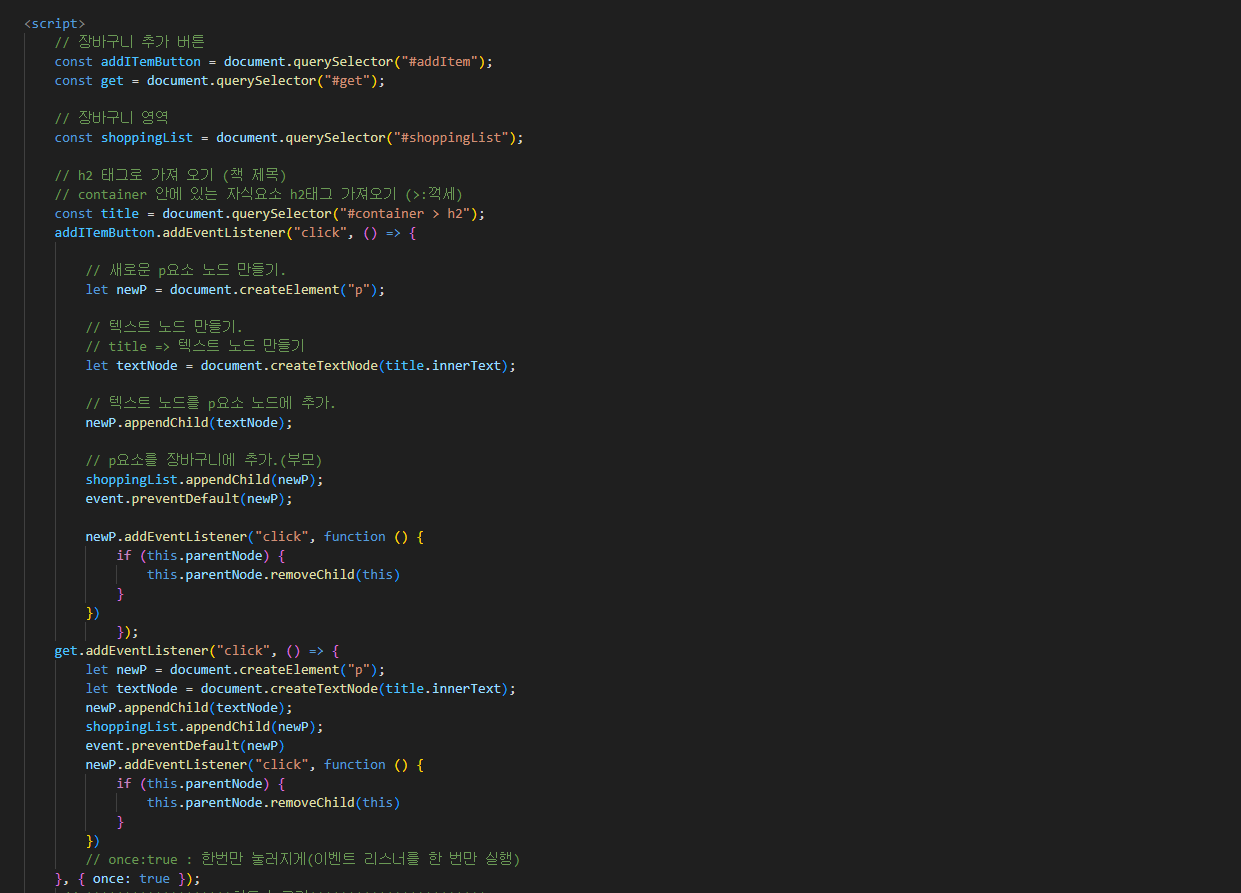 <script>
// 장바구니 추가 버튼
const addITemButton = document.querySelector("#addItem");
const get = document.querySelector("#get");
// 장바구니 영역
const shoppingList = document.querySelector("#shoppingList");
// h2 태그로 가져 오기 (책 제목)
// container 안에 있는 자식요소 h2태그 가져오기 (>:꺽세)
const title = document.querySelector("#container > h2");
addITemButton.addEventListener("click", () => {
// 새로운 p요소 노드 만들기.
let newP = document.createElement("p");
// 텍스트 노드 만들기.
// title => 텍스트 노드 만들기
let textNode = document.createTextNode(title.innerText);
// 텍스트 노드를 p요소 노드에 추가.
newP.appendChild(textNode);
// p요소를 장바구니에 추가.(부모)
shoppingList.appendChild(newP);
event.preventDefault(newP);
newP.addEventListener("click", function () {
if (this.parentNode) {
this.parentNode.removeChild(this)
}
})
});
get.addEventListener("click", () => {
let newP = document.createElement("p");
let textNode = document.createTextNode(title.innerText);
newP.appendChild(textNode);
shoppingList.appendChild(newP);
event.preventDefault(newP)
newP.addEventListener("click", function () {
if (this.parentNode) {
this.parentNode.removeChild(this)
}
})
// once:true : 한번만 눌러지게(이벤트 리스너를 한 번만 실행)
}, { once: true });